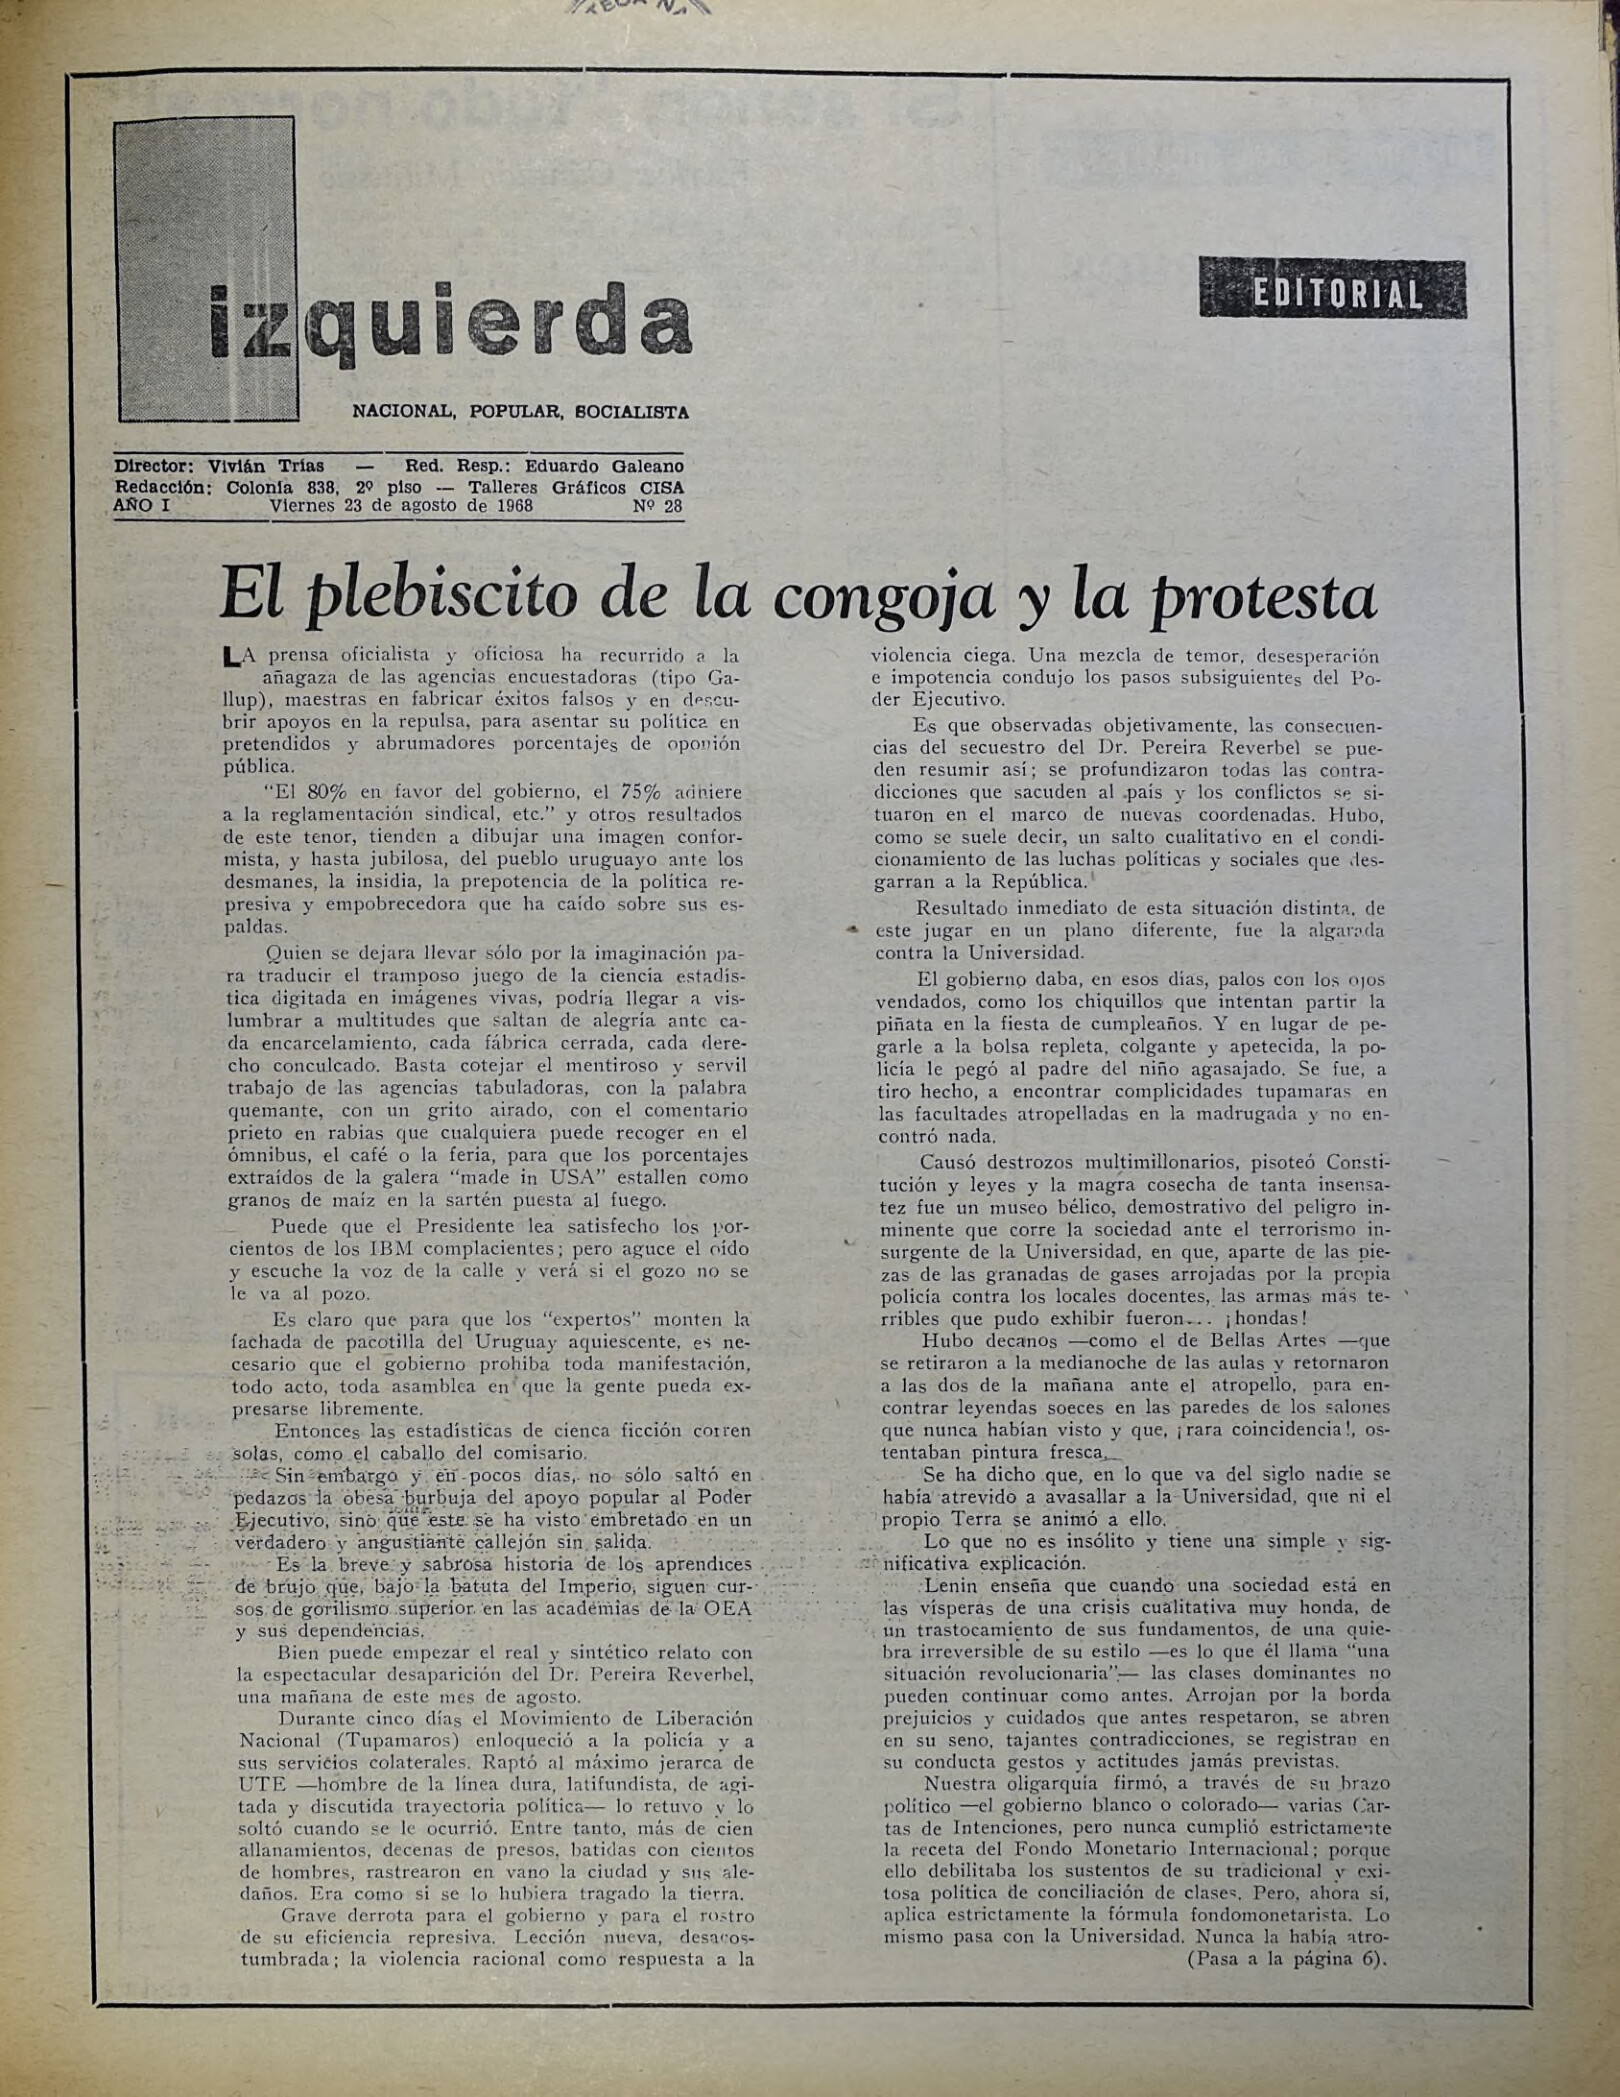 izquierda
NACIONAL, POPULAR, SOCIALISTA
EDITORIAL
Director: Vivián Trías — Red. Resp.: Eduardo Galeano
Redacción: Colonia 838, 2º piso — Talleres Gráficos CISA
AÑO I Viernes 23 de agosto de 1968 Nº 28
El plebiscito de la congoja y la protesta
LA prensa oficialista y oficiosa ha recurrido a la
añagaza de las agencias encuestadoras (tipo Ga-
llup), maestras en fabricar éxitos falsos y en descu-
brir apoyos en la repulsa, para asentar su política en
pretendidos y abrumadores porcentajes de opinión
pública.
"El 80% en favor del gobierno, el 75% adhiere
a la reglamentación sindical, etc." y otros resultados
de este tenor, tienden a dibujar una imagen confor-
mista, y hasta jubilosa, del pueblo uruguayo ante los
desmanes, la insidia, la prepotencia de la política re-
presiva y empobrecedora que ha caído sobre sus es-
paldas.
Quien se dejara llevar sólo por la imaginación pa-
ra traducir el tramposo juego de la ciencia estadís-
tica digitada en imágenes vivas, podría llegar a vis-
lumbrar a multitudes que saltan de alegría ante ca-
da encarcelamiento, cada fábrica cerrada, cada dere-
cho conculcado. Basta cotejar el mentiroso y servil
trabajo de las agencias tabuladoras, con la palabra
quemante, con un grito airado, con el comentario
prieto en rabias que cualquiera puede recoger en el
ómnibus, el café o la feria, para que los porcentajes
extraídos de la galera "made in USA" estallen como
granos de maíz en la sartén puesta al fuego.
Puede que el Presidente lea satisfecho los por-
cientos de los IBM complacientes; pero aguce el oído
y escuche la voz de la calle y verá si el gozo no se
le va al pozo.
Es claro que para que los "expertos" monten la
fachada de pacotilla del Uruguay aquiescente, es ne-
cesario que el gobierno prohiba toda manifestación,
todo acto, toda asamblea en que la gente pueda ex-
presarse libremente.
Entonces las estadísticas de cienca ficción corren
solas, como el caballo del comisario.
Sin embargo y en pocos días, no sólo saltó en
pedazos la obesa burbuja del apoyo popular al Poder
Ejecutivo, sino que este se ha visto embretado en un
verdadero y angustiante callejón sin salida.
Es la breve y sabrosa historia de los aprendices
de brujo que, bajo la batuta del Imperio, siguen cur-
sos de gorilismo superior en las academias de la OEA
y sus dependencias.
Bien puede empezar el real y sintético relato con
la espectacular desaparición del Dr. Pereira Reverbel,
una mañana de este mes de agosto.
Durante cinco días el Movimiento de Liberación
Nacional (Tupamaros) enloqueció a la policía y a
sus servicios colaterales. Raptó al máximo jerarca de
UTE —hombre de la línea dura, latifundista, de agi-
tada y discutida trayectoria política— lo retuvo y lo
soltó cuando se le ocurrió. Entre tanto, más de cien
allanamientos, decenas de presos, batidas con cientos
de hombres, rastrearon en vano la ciudad y sus ale-
daños. Era como si se lo hubiera tragado la tierra.
Grave derrota para el gobierno y para el rostro
de su eficiencia represiva. Lección nueva, desacos-
tumbrada; la violencia racional como respuesta a la
violencia ciega. Una mezcla de temor, desesperación
e impotencia condujo los pasos subsiguientes del Po-
der Ejecutivo.
Es que observadas objetivamente, las consecuen-
cias del secuestro del Dr. Pereira Reverbel se pue-
den resumir así; se profundizaron todas las contra-
dicciones que sacuden al país y los conflictos se si-
tuaron en el marco de nuevas coordenadas. Hubo,
como se suele decir, un salto cualitativo en el condi-
cionamiento de las luchas políticas y sociales que des-
garran a la República.
Resultado inmediato de esta situación distinta, de
este jugar en un plano diferente, fue la algarada
contra la Universidad.
El gobierno daba, en esos días, palos con los ojos
vendados, como los chiquillos que intentan partir la
piñata en la fiesta de cumpleaños. Y en lugar de pe-
garle a la bolsa repleta, colgante y apetecida, la po-
licía le pegó al padre del niño agasajado. Se fue, a
tiro hecho, a encontrar complicidades tupamaras en
las facultades atropelladas en la madrugada y no en-
contró nada.
Causó destrozos multimillonarios, pisoteó Consti-
tución y leyes y la magra cosecha de tanta insensa-
tez fue un museo bélico, demostrativo del peligro in-
minente que corre la sociedad ante el terrorismo in-
surgente de la Universidad, en que, aparte de las pie-
zas de las granadas de gases arrojadas por la propia
policía contra los locales docentes, las armas más te-
rribles que pudo exhibir fueron... ¡hondas!
Hubo decanos —como el de Bellas Artes —que
se retiraron a la medianoche de las aulas y retornaron
a las dos de la mañana ante el atropello, para en-
contrar leyendas soeces en las paredes de los salones
que nunca habían visto y que, ¡rara coincidencia!, os-
tentaban pintura fresca.
Se ha dicho que, en lo que va del siglo nadie se
había atrevido a avasallar a la Universidad, que ni el
propio Terra se animó a ello.
Lo que no es insólito y tiene una simple y sig-
nificativa explicación.
Lenin enseña que cuando una sociedad está en
las vísperas de una crisis cualitativa muy honda, de
un trastocamiento de sus fundamentos, de una quie-
bra irreversible de su estilo —es lo que él llama "una
situación revolucionaria"— las clases dominantes no
pueden continuar como antes. Arrojan por la borda
prejuicios y cuidados que antes respetaron, se abren
en su seno, tajantes contradicciones, se registran en
su conducta gestos y actitudes jamás previstas.
Nuestra oligarquía firmó, a través de su brazo
político —el gobierno blanco o colorado— varias Car-
tas de Intenciones, pero nunca cumplió estrictamente
la receta del Fondo Monetario Internacional; porque
ello debilitaba los sustentos de su tradicional y exi-
tosa política de conciliación de clases. Pero, ahora sí,
aplica estrictamente la fórmula fondomonetarista. Lo
mismo pasa con la Universidad. Nunca la había atro-
(Pasa a la página 6).